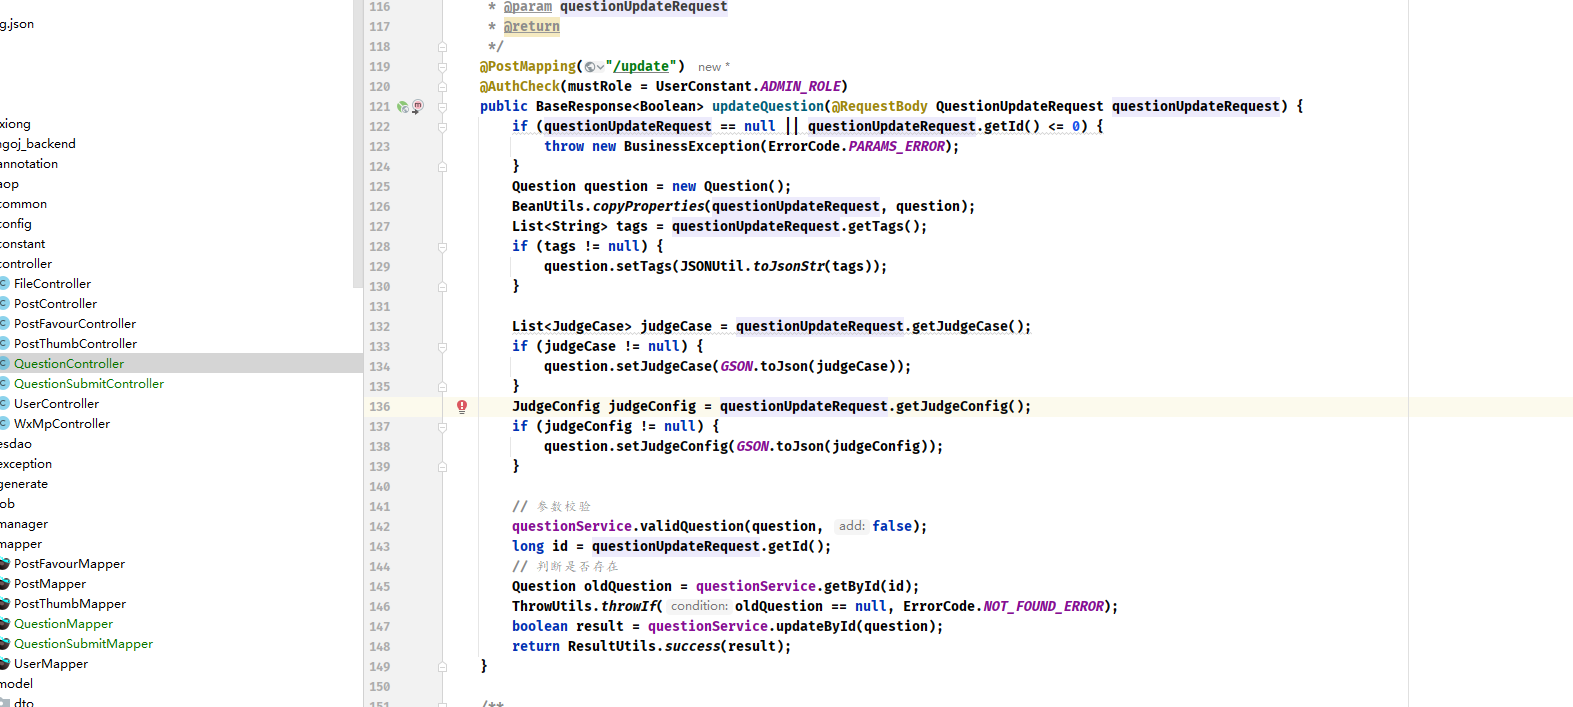 g.json
xiong
goj_backend
annotation
aop
common
config
constant
controller
FileController
PostController
PostFavourController
PostThumbController
QuestionController
QuestionSubmitController
UserController
WxMpController
esdao
exception
generate
ob
manager
mapper
PostFavourMapper
PostMapper
PostThumbMapper
QuestionMapper
QuestionSubmitMapper
UserMapper
model
dto
116 * @param questionUpdateRequest
117 * @return
118 */
119 @PostMapping("/update") new *
120 @AuthCheck(mustRole = UserConstant.ADMIN_ROLE)
121 public BaseResponse<Boolean> updateQuestion(@RequestBody QuestionUpdateRequest questionUpdateRequest) {
122 if (questionUpdateRequest == null || questionUpdateRequest.getId() <= 0) {
123 throw new BusinessException(ErrorCode.PARAMS_ERROR);
124 }
125 Question question = new Question();
126 BeanUtils.copyProperties(questionUpdateRequest, question);
127 List<String> tags = questionUpdateRequest.getTags();
128 if (tags != null) {
129 question.setTags(JSONUtil.toJsonStr(tags));
130 }
131
132 List<JudgeCase> judgeCase = questionUpdateRequest.getJudgeCase();
133 if (judgeCase != null) {
134 question.setJudgeCase(GSON.toJson(judgeCase));
135 }
136 JudgeConfig judgeConfig = questionUpdateRequest.getJudgeConfig();
137 if (judgeConfig != null) {
138 question.setJudgeConfig(GSON.toJson(judgeConfig));
139 }
140
141 // 参数校验
142 questionService.validQuestion(question, add: false);
143 long id = questionUpdateRequest.getId();
144 // 判断是否存在
145 Question oldQuestion = questionService.getById(id);
146 ThrowUtils.throwIf( condition: oldQuestion == null, ErrorCode.NOT_FOUND_ERROR);
147 boolean result = questionService.updateById(question);
148 return ResultUtils.success(result);
149 }
150
151 /**